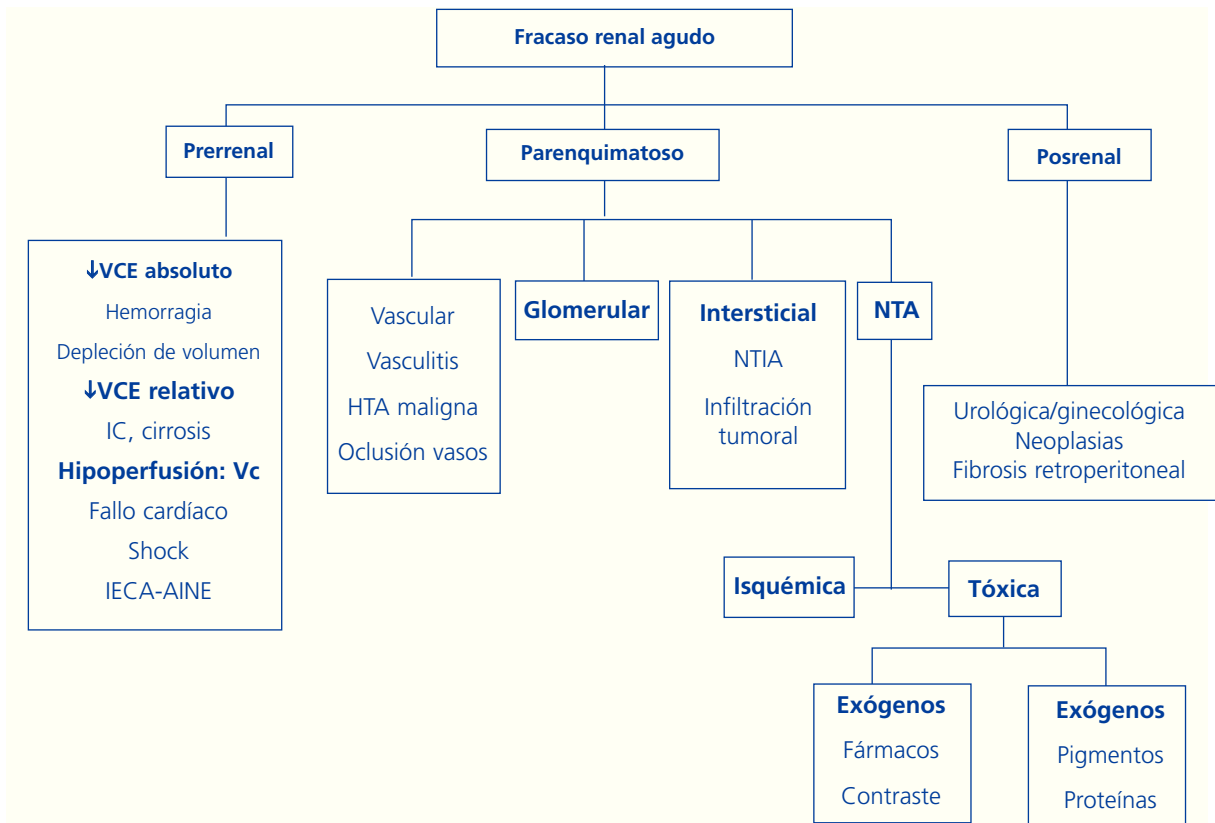 Fracaso renal agudo
Prerrenal
Parenquimatoso
Posrenal
↓VCE absoluto
Hemorragia
Depleción de volumen
↓VCE relativo
IC, cirrosis
Hipoperfusión: Vc
Fallo cardíaco
Shock
IECA-AINE
Vascular
Vasculitis
HTA maligna
Oclusión vasos
Glomerular
Intersticial
NTIA
Infiltración
tumoral
NTA
Urológica/ginecológica
Neoplasias
Fibrosis retroperitoneal
Isquémica
Tóxica
Exógenos
Fármacos
Contraste
Exógenos
Pigmentos
Proteínas